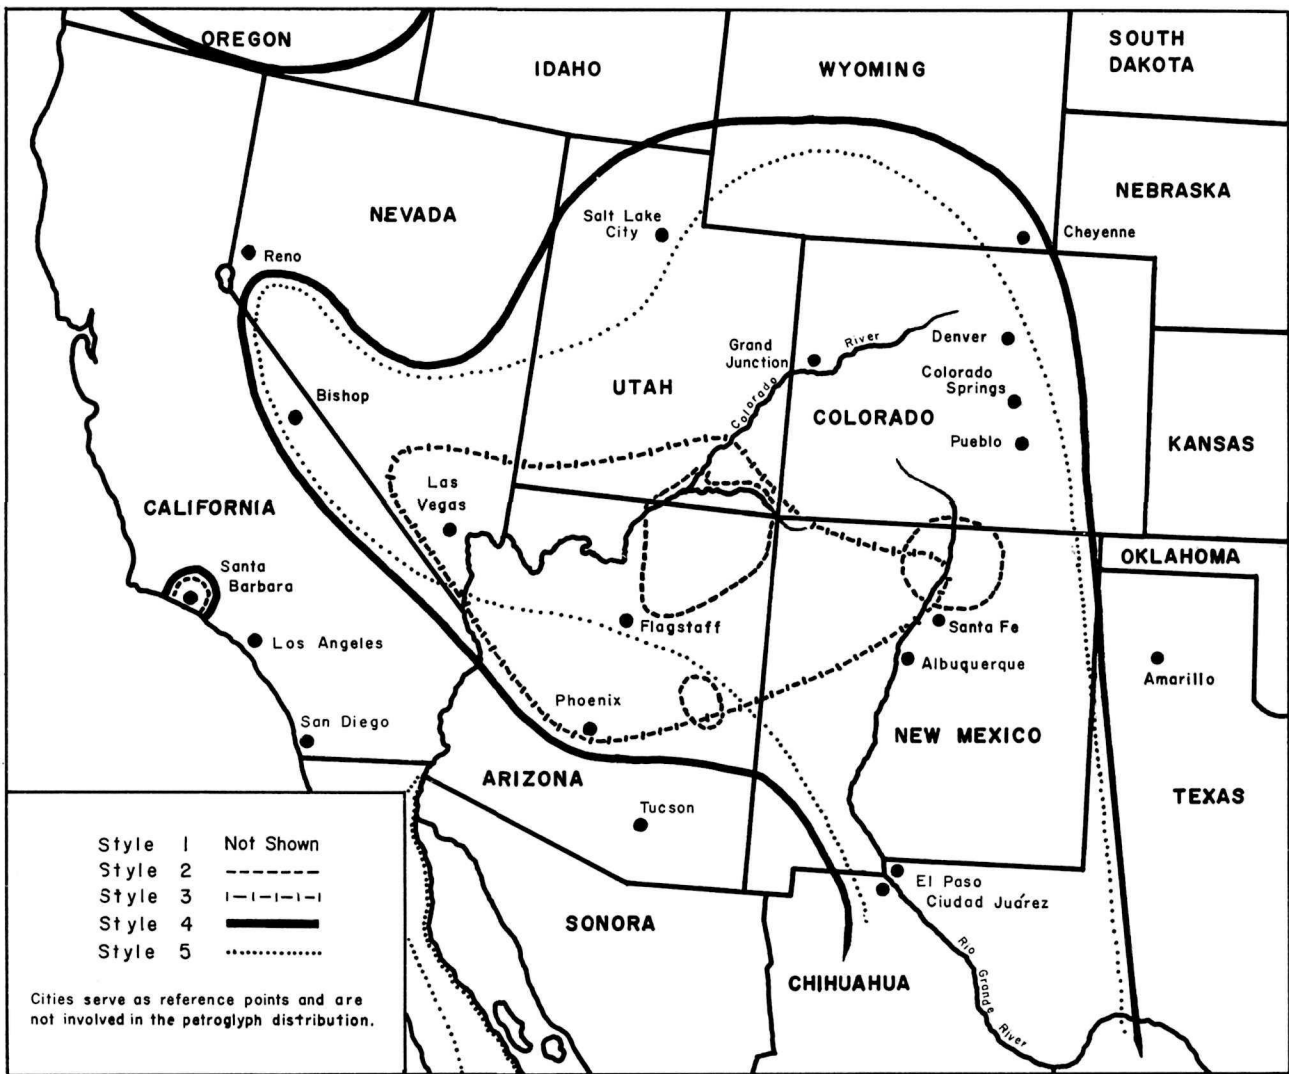 OREGON
IDAHO
WYOMING
SOUTH
DAKOTA
NEBRASKA
NEVADA
Salt Lake
City
Cheyenne
Reno
Grand
Junction
River
Colorado
Denver
Colorado
Springs
Pueblo
UTAH
COLORADO
KANSAS
Bishop
Las
Vegas
CALIFORNIA
Santa
Barbara
Los Angeles
San Diego
OKLAHOMA
Flagstaff
Santa Fe
Albuquerque
Amarillo
Phoenix
NEW MEXICO
ARIZONA
TEXAS
Tucson
El Paso
Ciudad Juárez
SONORA
CHIHUAHUA
Rio Grande River
Style 1 Not Shown
Style 2
Style 3
Style 4
Style 5
Cities serve as reference points and are
not involved in the petroglyph distribution.